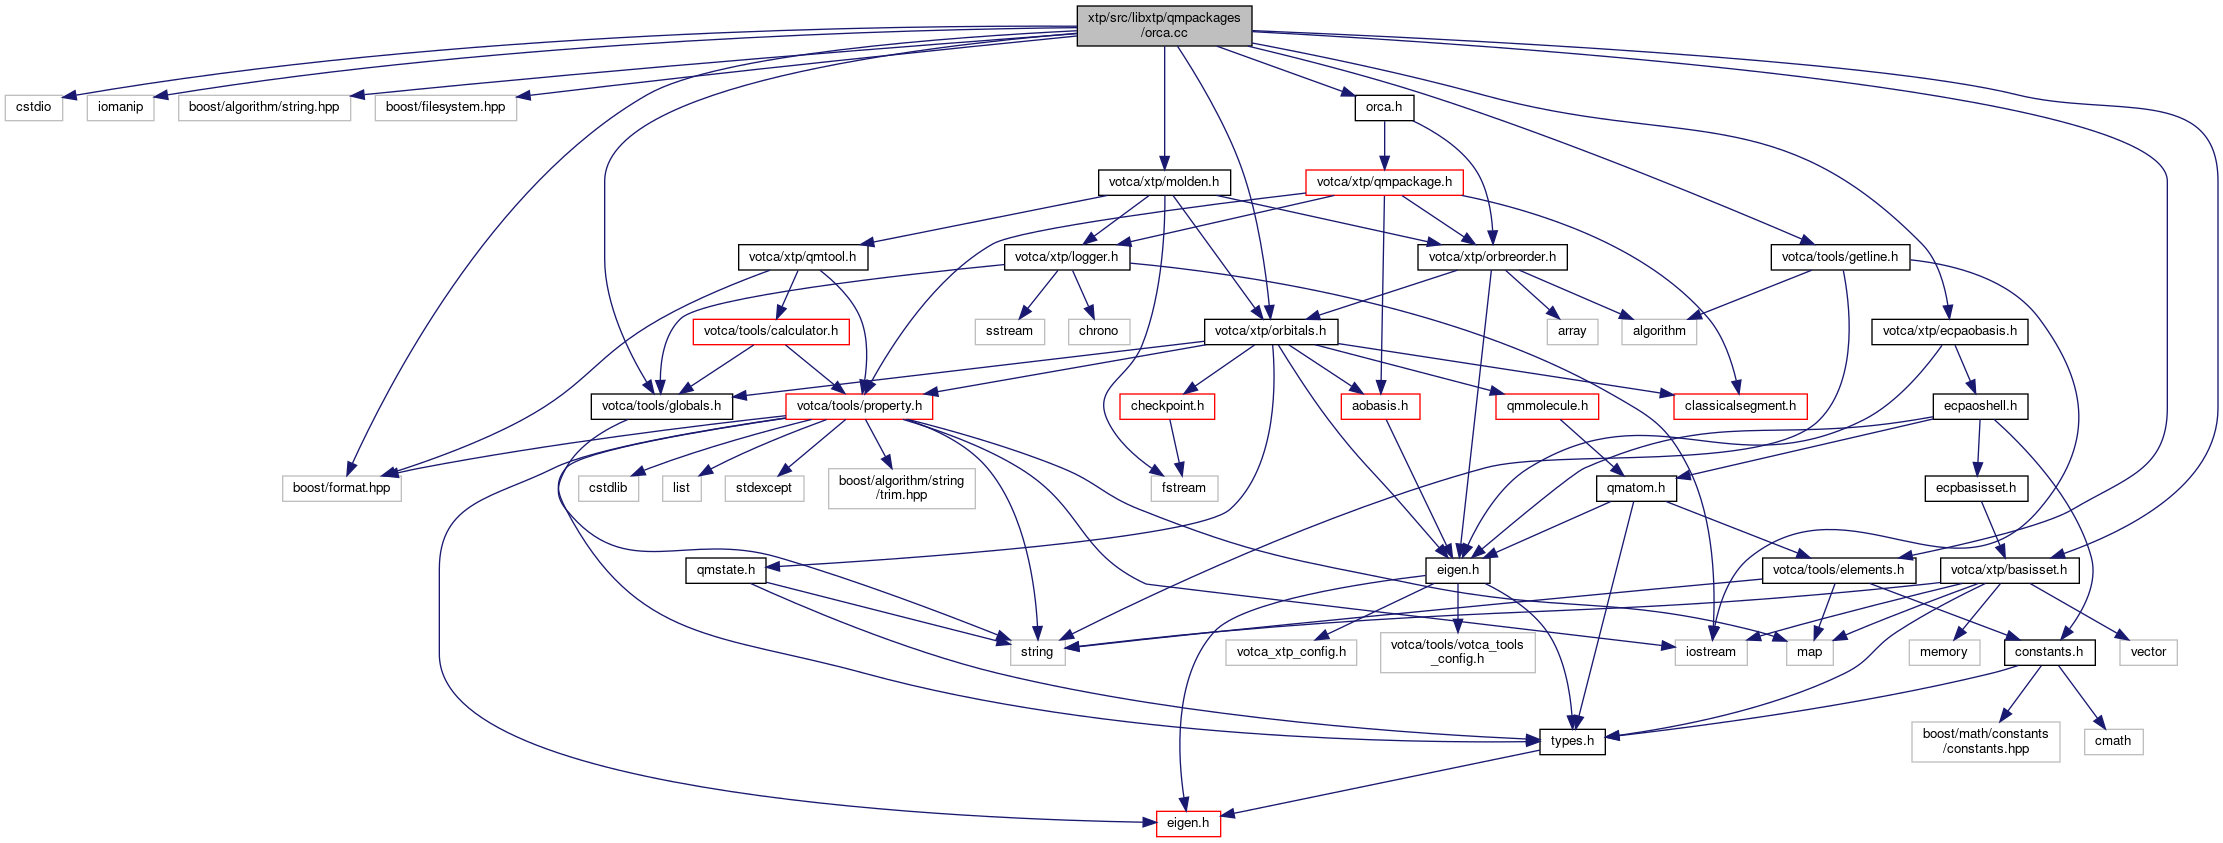 xtp/src/libxtp/qmpackages
/orca.cc
cstdio
iomanip
boost/algorithm/string.hpp
boost/filesystem.hpp
orca.h
votca/xtp/molden.h
votca/xtp/qmpackage.h
votca/xtp/qmtool.h
votca/xtp/logger.h
votca/xtp/orbreorder.h
votca/tools/getline.h
votca/tools/calculator.h
sstream
chrono
votca/xtp/orbitals.h
array
algorithm
votca/xtp/ecpaobasis.h
votca/tools/globals.h
votca/tools/property.h
checkpoint.h
aobasis.h
qmmolecule.h
classicalsegment.h
ecpaoshell.h
boost/format.hpp
cstdlib
list
stdexcept
boost/algorithm/string
/trim.hpp
fstream
qmatom.h
ecpbasisset.h
qmstate.h
eigen.h
votca/tools/elements.h
votca/xtp/basisset.h
string
votca_xtp_config.h
votca/tools/votca_tools
_config.h
iostream
map
memory
constants.h
vector
types.h
boost/math/constants
/constants.hpp
cmath
eigen.h